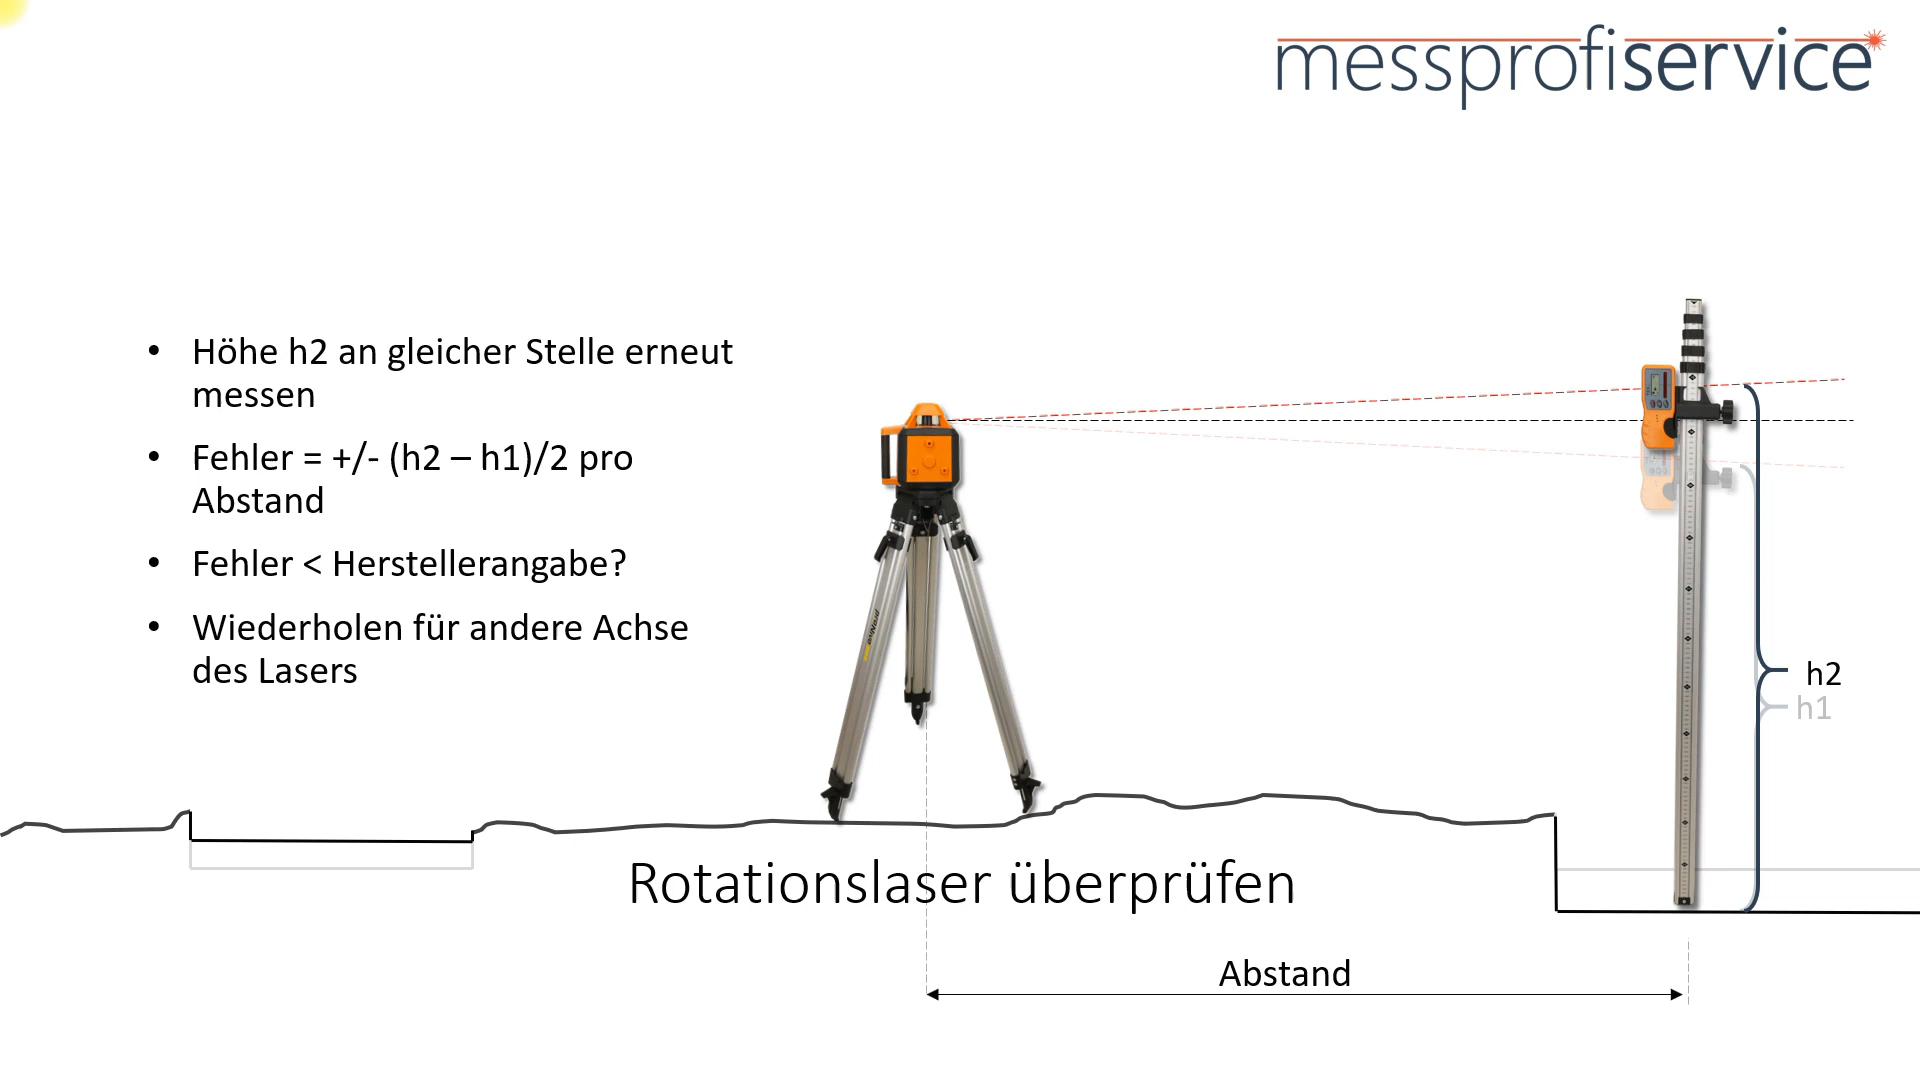 messprofiservice
• Höhe h2 an gleicher Stelle erneut
messen
• Fehler = +/- (h2 – h1)/2 pro
Abstand
• Fehler < Herstellerangabe?
• Wiederholen für andere Achse
des Lasers
h2
h1
Rotationslaser überprüfen
Abstand